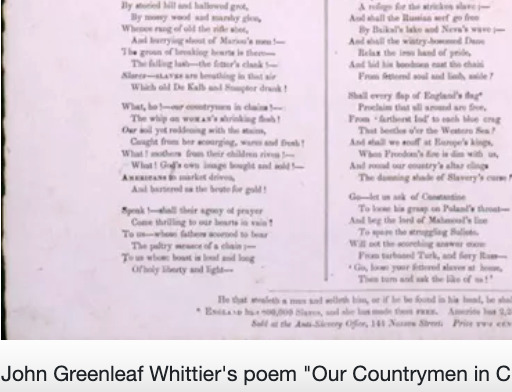 By storied hill and hallowed grot,
By mossy wood and marshy glen,
Whence rang of old the rifle shot,
And hurrying shout of Marion's men!—
The groan of breaking hearts is there—
The falling lash—the fetter's clank!—
Slaves—SLAVES are breathing in that air
Which old De Kalb and Sumpter drank!
What, ho!—our countrymen in chains!—
The whip on WOMAN'S shrinking flesh!
Our soil yet reddening with the stains,
Caught from her scourging, warm and fresh!
What! mothers from their children riven!—
What! God's own image bought and sold!—
AMERICANS to market driven,
And bartered as the brute for gold!
Speak!—shall their agony of prayer
Come thrilling to our hearts in vain?
To us—whose fathers scorned to bear
The paltry menace of a chain;—
To us whose boast is loud and long
Of holy liberty and light—
A refuge for the stricken slave;—
And shall the Russian serf go free
By Baikal's lake and Neva's wave;—
And shall the wintry-bosomed Dane
Relax the iron hand of pride,
And bid his bondmen cast the chain
From fettered soul and limb, aside?
Shall every flap of England's flag*
Proclaim that all around are free,
From 'farthest Ind' to each blue crag
That beetles o'er the Western Sea?
And shall we scoff at Europe's kings,
When Freedom's fire is dim with us,
And round our country's altar clings
The damning shade of Slavery's curse?
Go—let us ask of Constantine
To loose his grasp on Poland's throat—
And beg the lord of Mahmoud's line
To spare the struggling Suliote.
Will not the scorching answer come
From turbaned Turk, and fiery Russ—
'Go, loose your fettered slaves at home,
Then turn and ask the like of us!'
He that stealeth a man and selleth him, or if he be found in his hand, he shal
* ENGLAND has 800,000 Slaves, and she has made them FREE. America has 2,2
Sold at the Anti-Slavery Office, 144 Nassau Street. Price TWO CEN
John Greenleaf Whittier's poem "Our Countrymen in C